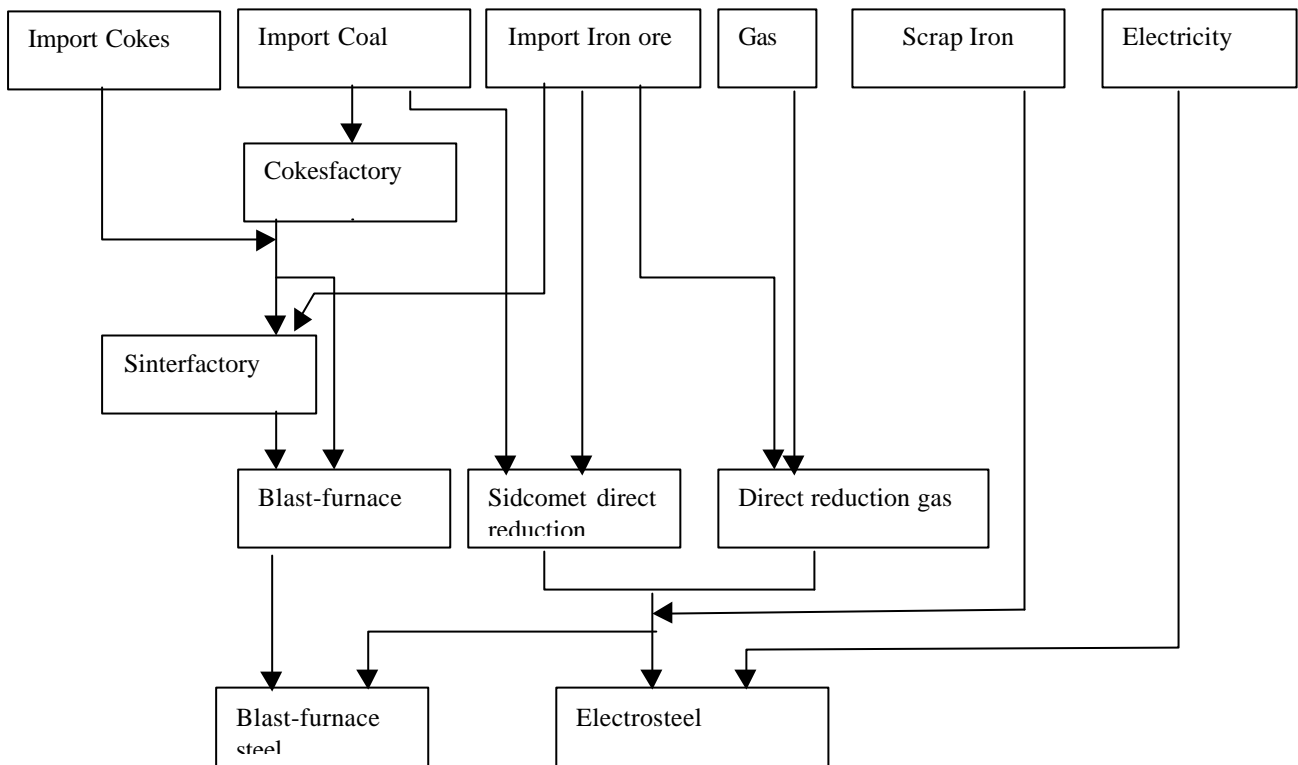 Import Cokes
Import Coal
Import Iron ore
Gas
Scrap Iron
Electricity
Cokesfactory
Sinterfactory
Blast-furnace
Sidcomet direct
reduction
Direct reduction gas
Blast-furnace
steel
Electrosteel